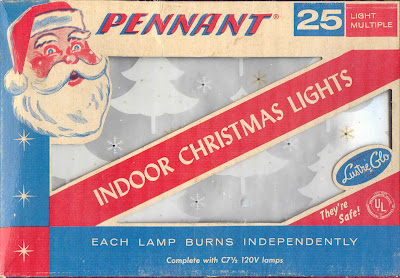 PENNANT®
25
LIGHT
MULTIPLE
INDOOR CHRISTMAS LIGHTS
Lustre Glo
They're
Safe!
UL
EACH LAMP BURNS INDEPENDENTLY
Complete with C7½ 120V lamps